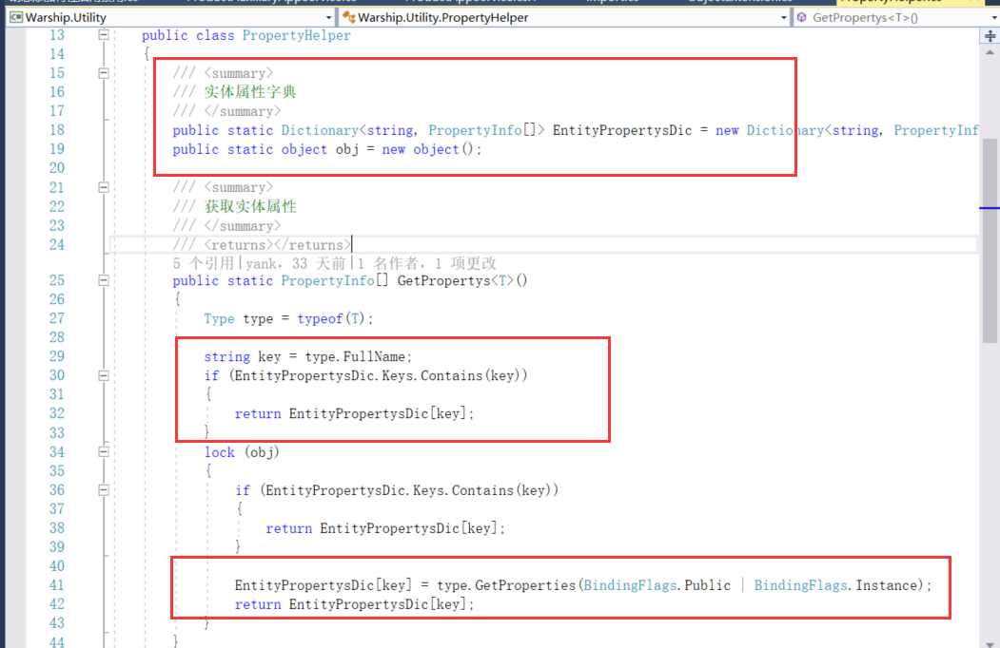 Warship.Utility
Warship.Utility.PropertyHelper
GetPropertys<T>()
13 public class PropertyHelper
14 {
15 /// <summary>
16 /// 实体属性字典
17 /// </summary>
18 public static Dictionary<string, PropertyInfo[]> EntityPropertysDic = new Dictionary<string, PropertyInf
19 public static object obj = new object();
20
21 /// <summary>
22 /// 获取实体属性
23 /// </summary>
24 /// <returns></returns>
5 个引用|yank，33 天前|1 名作者，1 项更改
25 public static PropertyInfo[] GetPropertys<T>()
26 {
27 Type type = typeof(T);
28
29 string key = type.FullName;
30 if (EntityPropertysDic.Keys.Contains(key))
31 {
32 return EntityPropertysDic[key];
33 }
34 lock (obj)
35 {
36 if (EntityPropertysDic.Keys.Contains(key))
37 {
38 return EntityPropertysDic[key];
39 }
40
41 EntityPropertysDic[key] = type.GetProperties(BindingFlags.Public | BindingFlags.Instance);
42 return EntityPropertysDic[key];
43 }
44 }